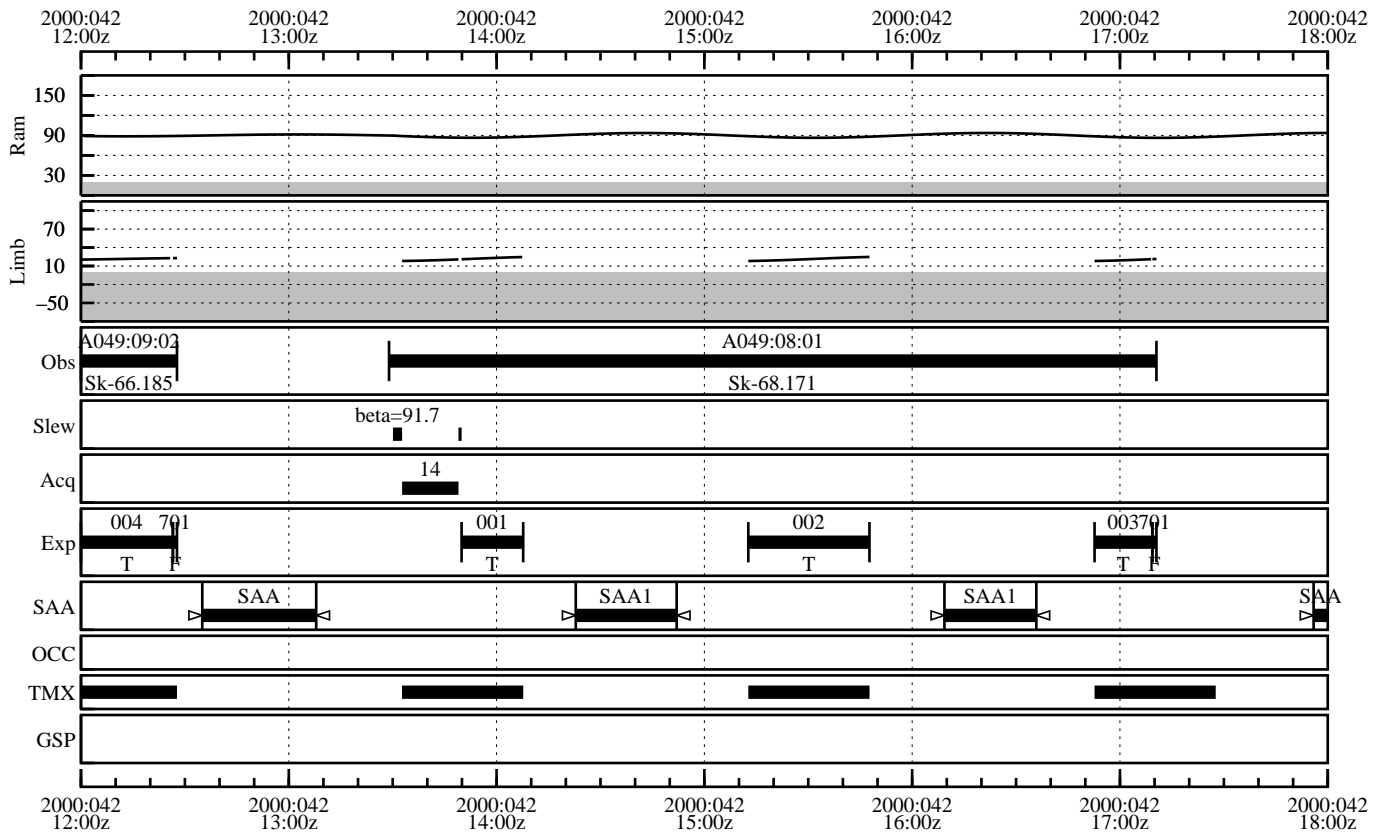 2000:042 2000:042 2000:042 2000:042 2000:042 2000:042 2000:042
12:00z 13:00z 14:00z 15:00z 16:00z 17:00z 18:00z
150
90
30
Ram
70
10
−50
Limb
A049:09:02 A049:08:01
Obs
Sk-66.185 Sk-68.171
beta=91.7
Slew
14
Acq
004 701 001 002 003701
Exp
T F T T T F
SAA SAA1 SAA1 SAA
SAA
OCC
TMX
GSP
2000:042 2000:042 2000:042 2000:042 2000:042 2000:042 2000:042
12:00z 13:00z 14:00z 15:00z 16:00z 17:00z 18:00z